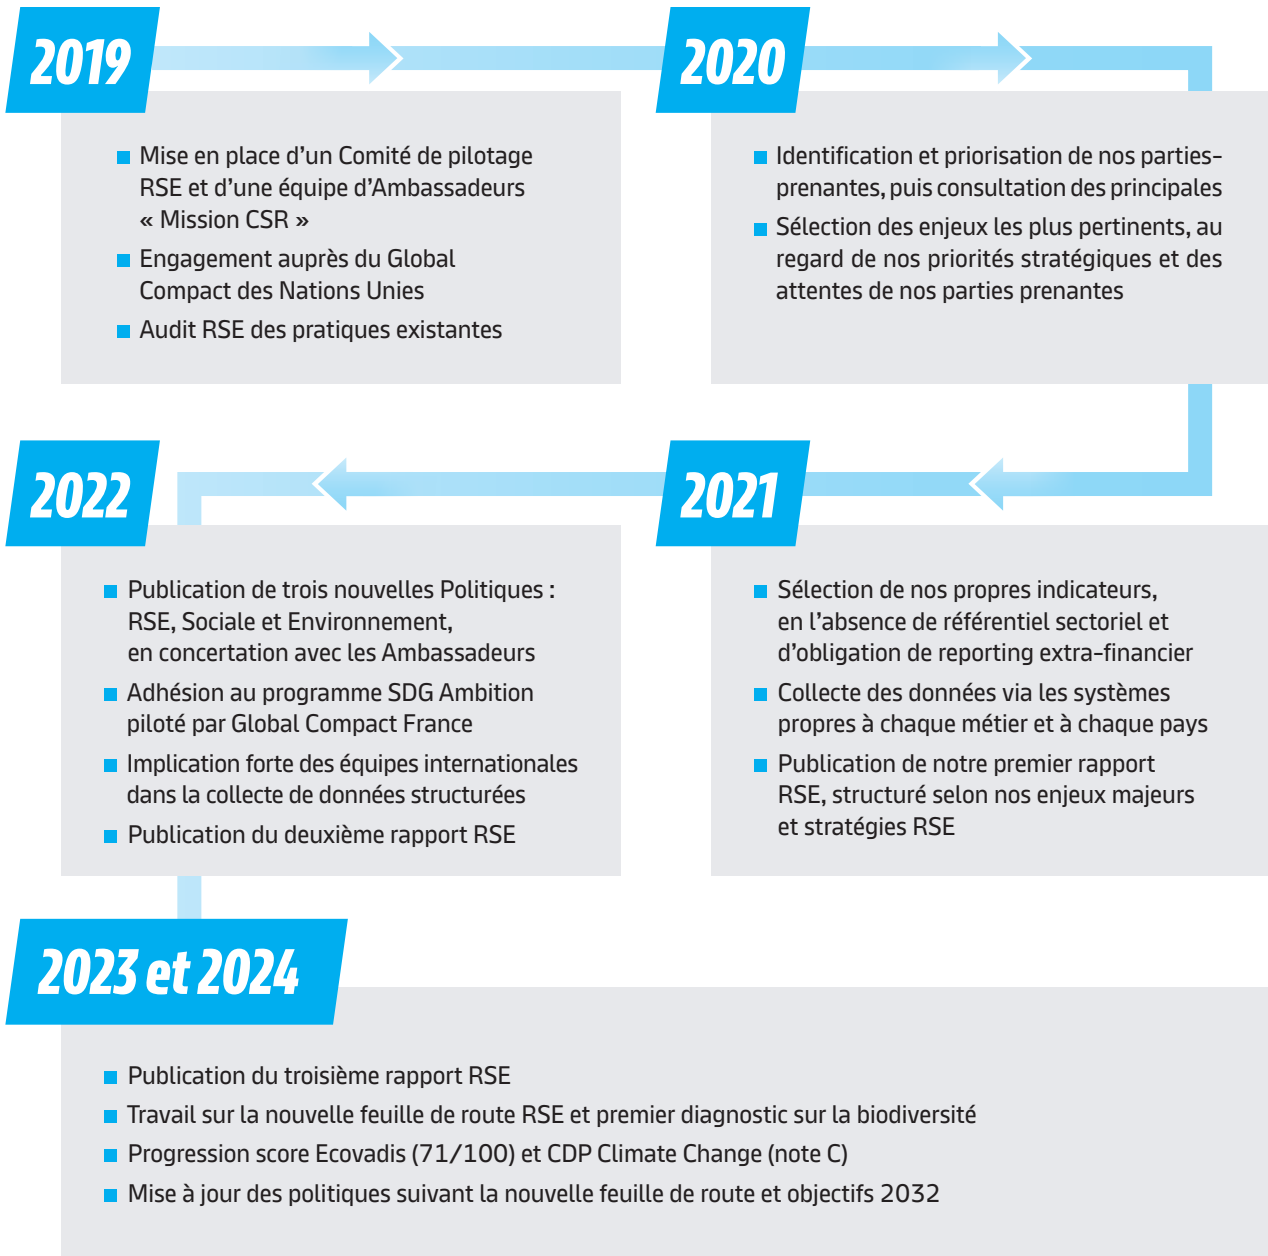 2019
Mise en place d’un Comité de pilotage
RSE et d’une équipe d’Ambassadeurs
« Mission CSR »
Engagement auprès du Global
Compact des Nations Unies
Audit RSE des pratiques existantes
2020
Identification et priorisation de nos parties-
prenantes, puis consultation des principales
Sélection des enjeux les plus pertinents, au
regard de nos priorités stratégiques et des
attentes de nos parties prenantes
2021
Sélection de nos propres indicateurs,
en l’absence de référentiel sectoriel et
d’obligation de reporting extra-financier
Collecte des données via les systèmes
propres à chaque métier et à chaque pays
Publication de notre premier rapport
RSE, structuré selon nos enjeux majeurs
et stratégies RSE
2022
Publication de trois nouvelles Politiques :
RSE, Sociale et Environnement,
en concertation avec les Ambassadeurs
Adhésion au programme SDG Ambition
piloté par Global Compact France
Implication forte des équipes internationales
dans la collecte de données structurées
Publication du deuxième rapport RSE
2023 et 2024
Publication du troisième rapport RSE
Travail sur la nouvelle feuille de route RSE et premier diagnostic sur la biodiversité
Progression score Ecovadis (71/100) et CDP Climate Change (note C)
Mise à jour des politiques suivant la nouvelle feuille de route et objectifs 2032